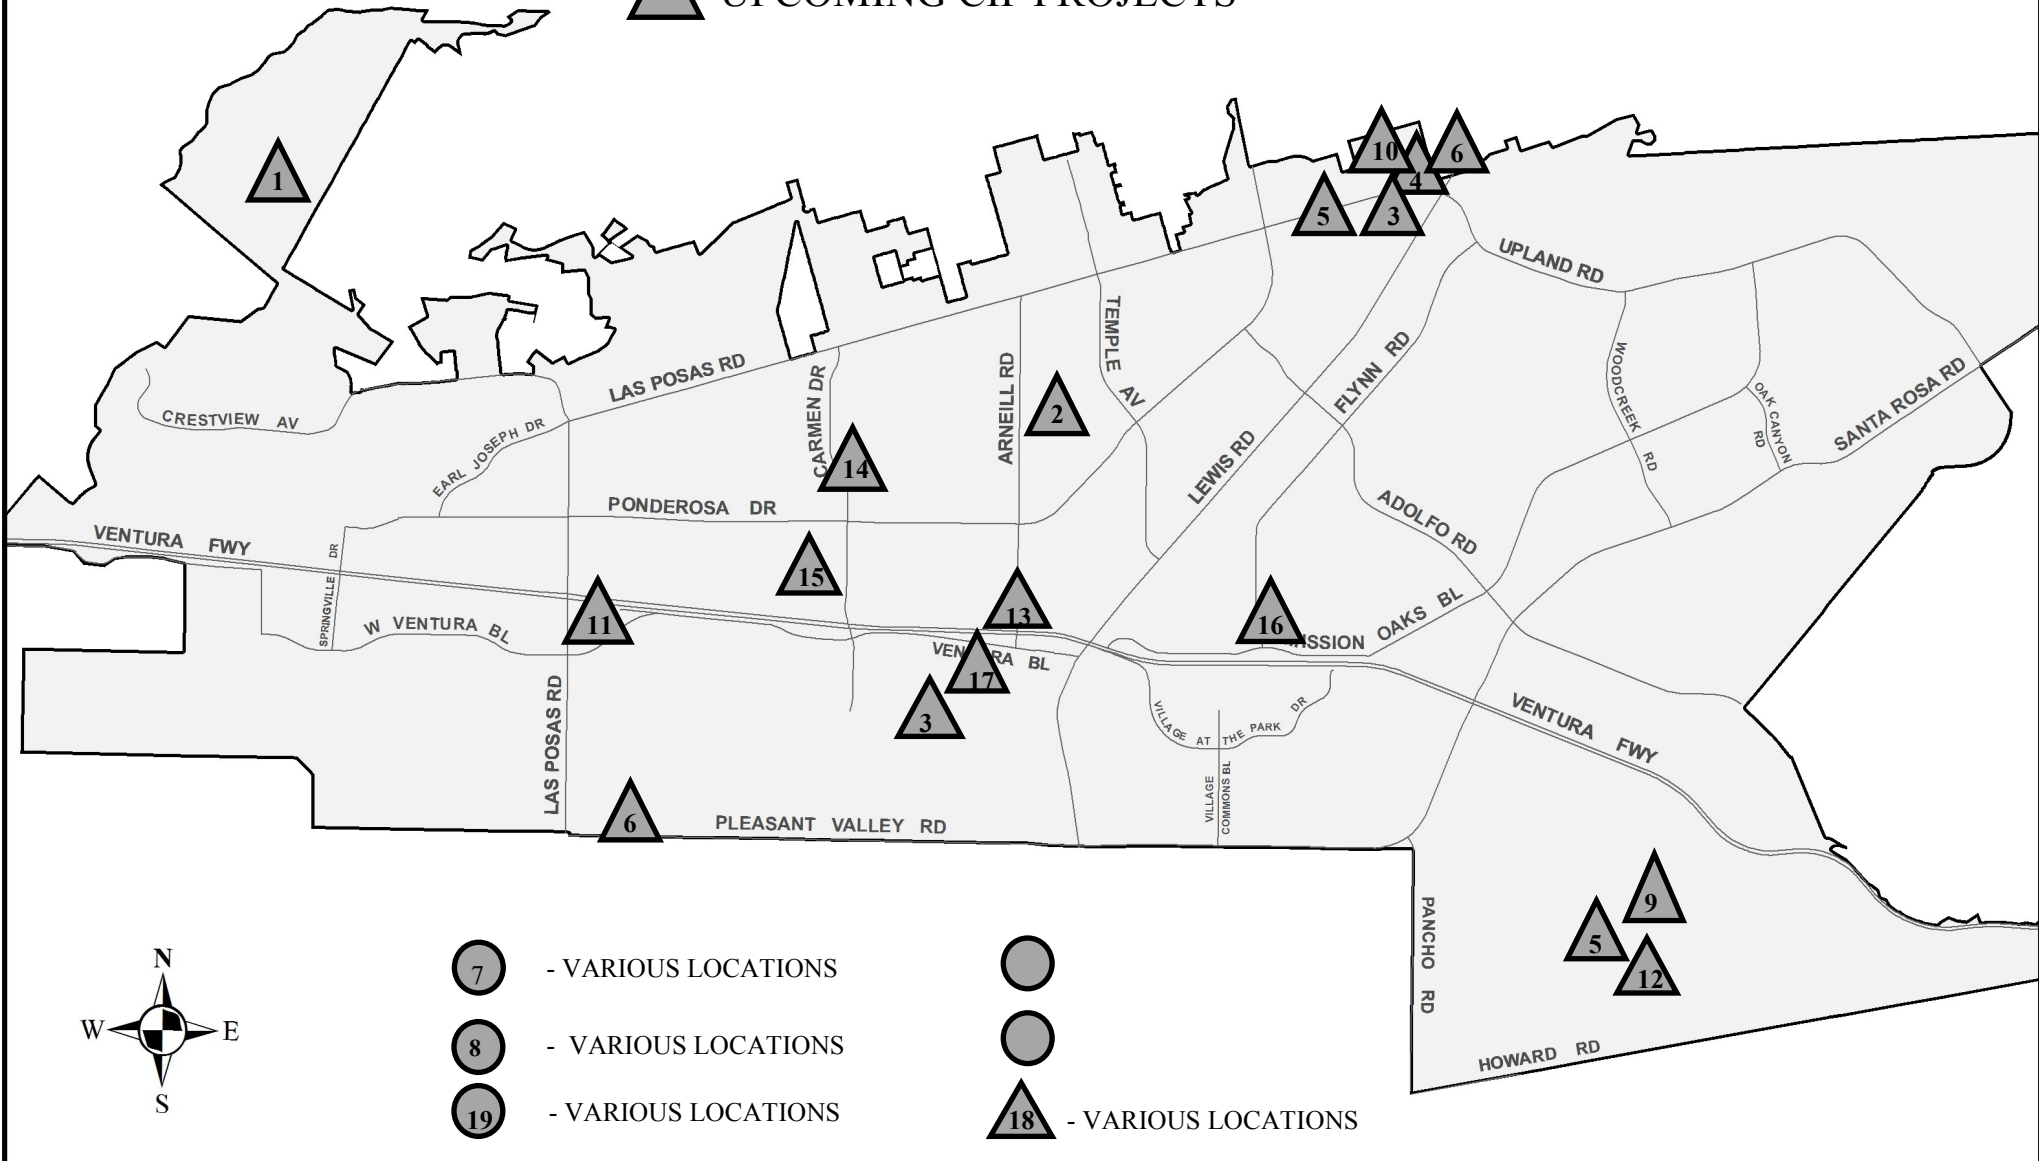 UPCOMING CIP PROJECTS
1
10
6
4
5
3
UPLAND RD
LAS POSAS RD
TEMPLE AV
ARNEILL RD
CARMEN DR
FLYNN RD
WOODCREEK RD
OAK CANYON RD
SANTA ROSA RD
CRESTVIEW AV
EARL JOSEPH DR
2
14
LEWIS RD
PONDEROSA DR
ADOLFO RD
VENTURA FWY
SPRINGVILLE DR
15
11
13
16
W VENTURA BL
MISSION OAKS BL
VENTURA BL
17
3
LAS POSAS RD
VILLAGE AT THE PARK DR
VENTURA FWY
VILLAGE COMMONS BL
6
PLEASANT VALLEY RD
9
5
12
PANCHO RD
HOWARD RD
N
W E
S
7 - VARIOUS LOCATIONS
8 - VARIOUS LOCATIONS
19 - VARIOUS LOCATIONS
18 - VARIOUS LOCATIONS